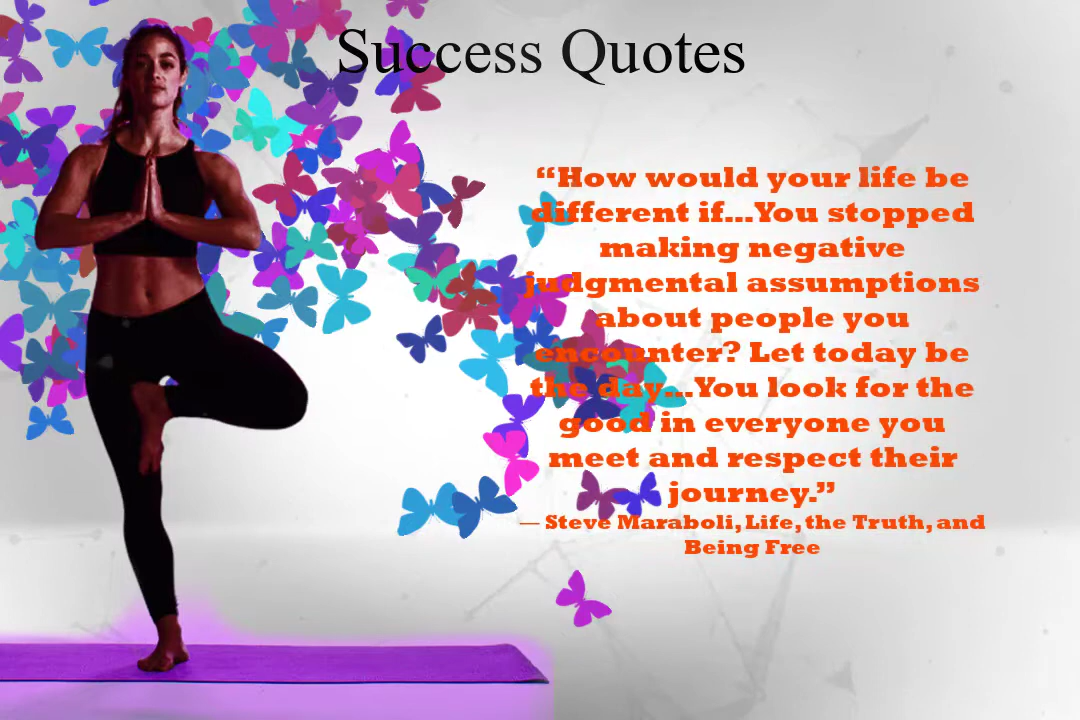 Success Quotes
“How would your life be
different if...You stopped
making negative
judgmental assumptions
about people you
encounter? Let today be
the day...You look for the
good in everyone you
meet and respect their
journey.”
— Steve Maraboli, Life, the Truth, and
Being Free